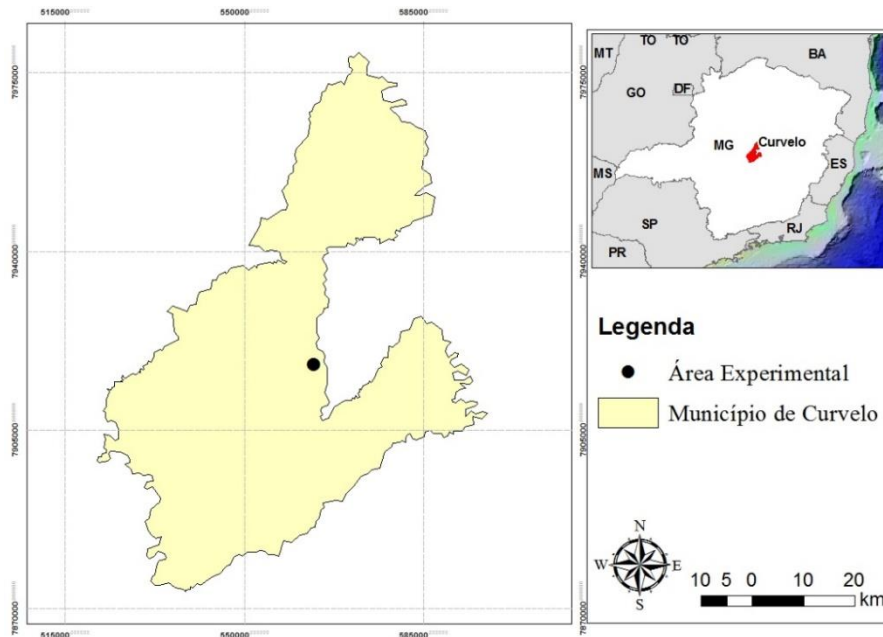 515000 550000 585000
7975000
7940000
7905000
7870000
7975000
7940000
7905000
7870000
515000 550000 585000
MT
TO
TO
BA
GO
DF
MG
Curvelo
ES
MS
SP
RJ
PR
Legenda
Área Experimental
Município de Curvelo
N
W
E
S
10 5 0 10 20
km